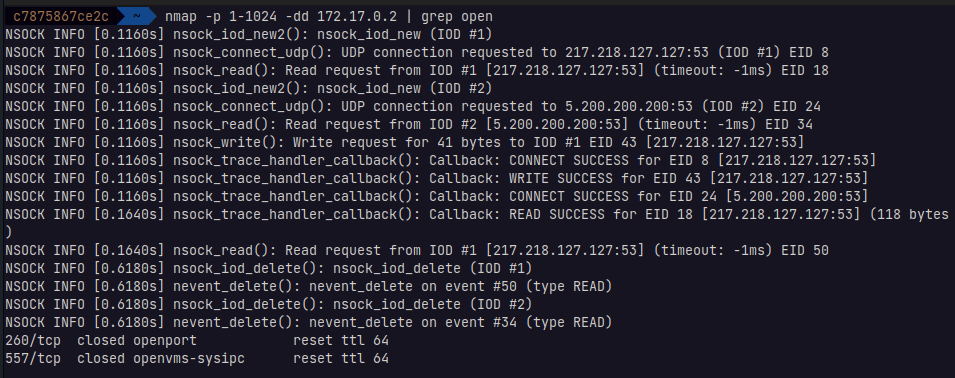 c7875867ce2c ~ nmap -p 1-1024 -dd 172.17.0.2 | grep open
NSOCK INFO [0.1160s] nsock_iod_new2(): nsock_iod_new (IOD #1)
NSOCK INFO [0.1160s] nsock_connect_udp(): UDP connection requested to 217.218.127.127:53 (IOD #1) EID 8
NSOCK INFO [0.1160s] nsock_read(): Read request from IOD #1 [217.218.127.127:53] (timeout: -1ms) EID 18
NSOCK INFO [0.1160s] nsock_iod_new2(): nsock_iod_new (IOD #2)
NSOCK INFO [0.1160s] nsock_connect_udp(): UDP connection requested to 5.200.200.200:53 (IOD #2) EID 24
NSOCK INFO [0.1160s] nsock_read(): Read request from IOD #2 [5.200.200.200:53] (timeout: -1ms) EID 34
NSOCK INFO [0.1160s] nsock_write(): Write request for 41 bytes to IOD #1 EID 43 [217.218.127.127:53]
NSOCK INFO [0.1160s] nsock_trace_handler_callback(): Callback: CONNECT SUCCESS for EID 8 [217.218.127.127:53]
NSOCK INFO [0.1160s] nsock_trace_handler_callback(): Callback: WRITE SUCCESS for EID 43 [217.218.127.127:53]
NSOCK INFO [0.1160s] nsock_trace_handler_callback(): Callback: CONNECT SUCCESS for EID 24 [5.200.200.200:53]
NSOCK INFO [0.1640s] nsock_trace_handler_callback(): Callback: READ SUCCESS for EID 18 [217.218.127.127:53] (118 bytes
)
NSOCK INFO [0.1640s] nsock_read(): Read request from IOD #1 [217.218.127.127:53] (timeout: -1ms) EID 50
NSOCK INFO [0.6180s] nsock_iod_delete(): nsock_iod_delete (IOD #1)
NSOCK INFO [0.6180s] nevent_delete(): nevent_delete on event #50 (type READ)
NSOCK INFO [0.6180s] nsock_iod_delete(): nsock_iod_delete (IOD #2)
NSOCK INFO [0.6180s] nevent_delete(): nevent_delete on event #34 (type READ)
260/tcp closed openport reset ttl 64
557/tcp closed openvms-sysipc reset ttl 64